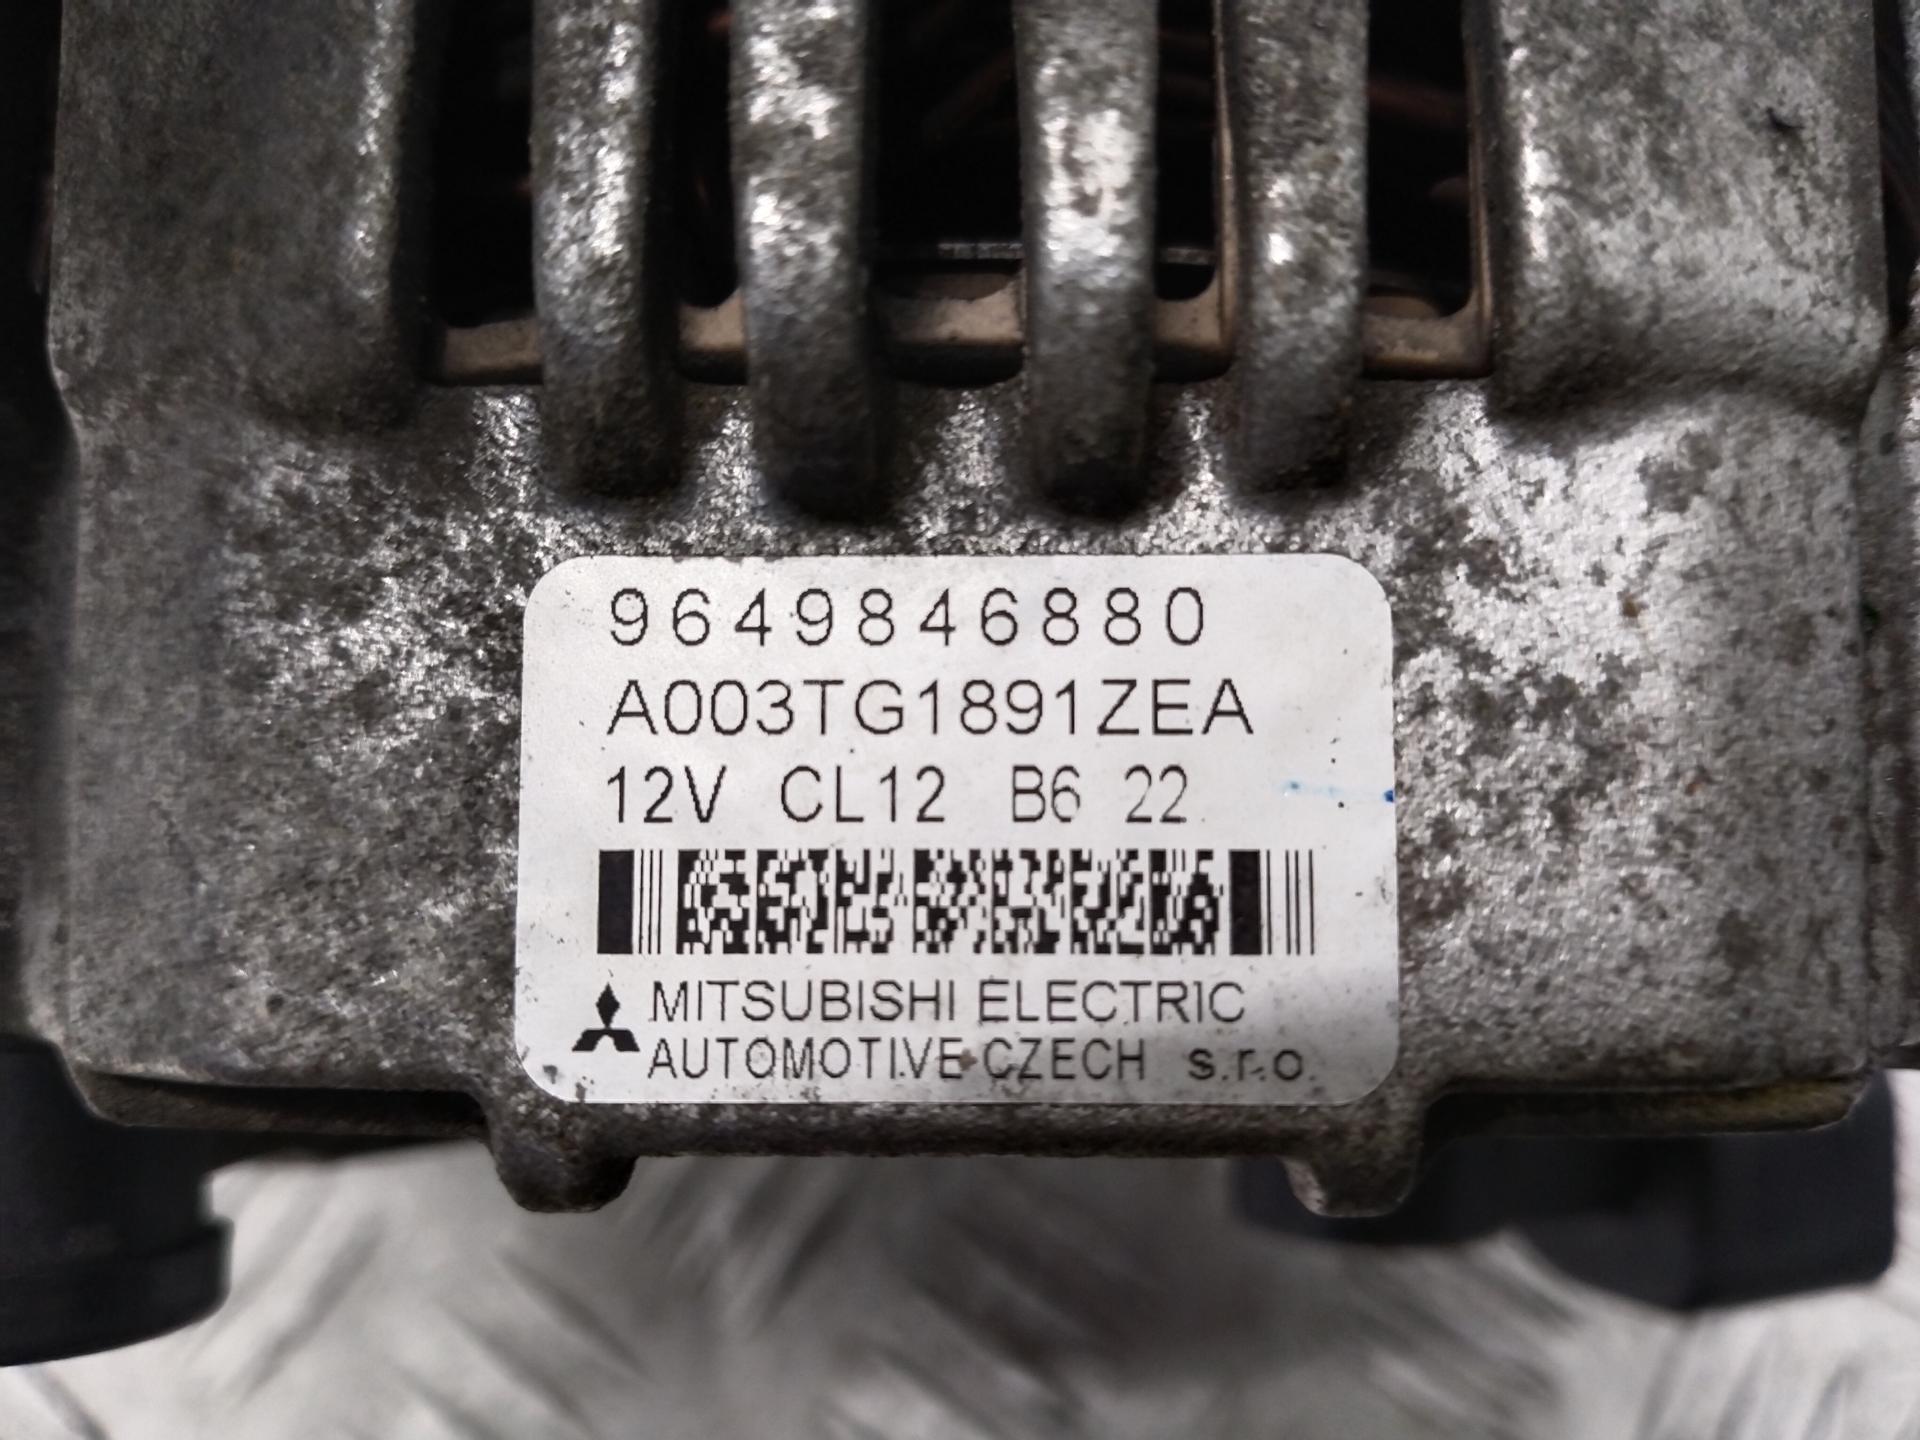 9649846880
A003TG1891ZEA
12V CL12 B6 22
MITSUBISHI ELECTRIC
AUTOMOTIVE CZECH s.r.o.